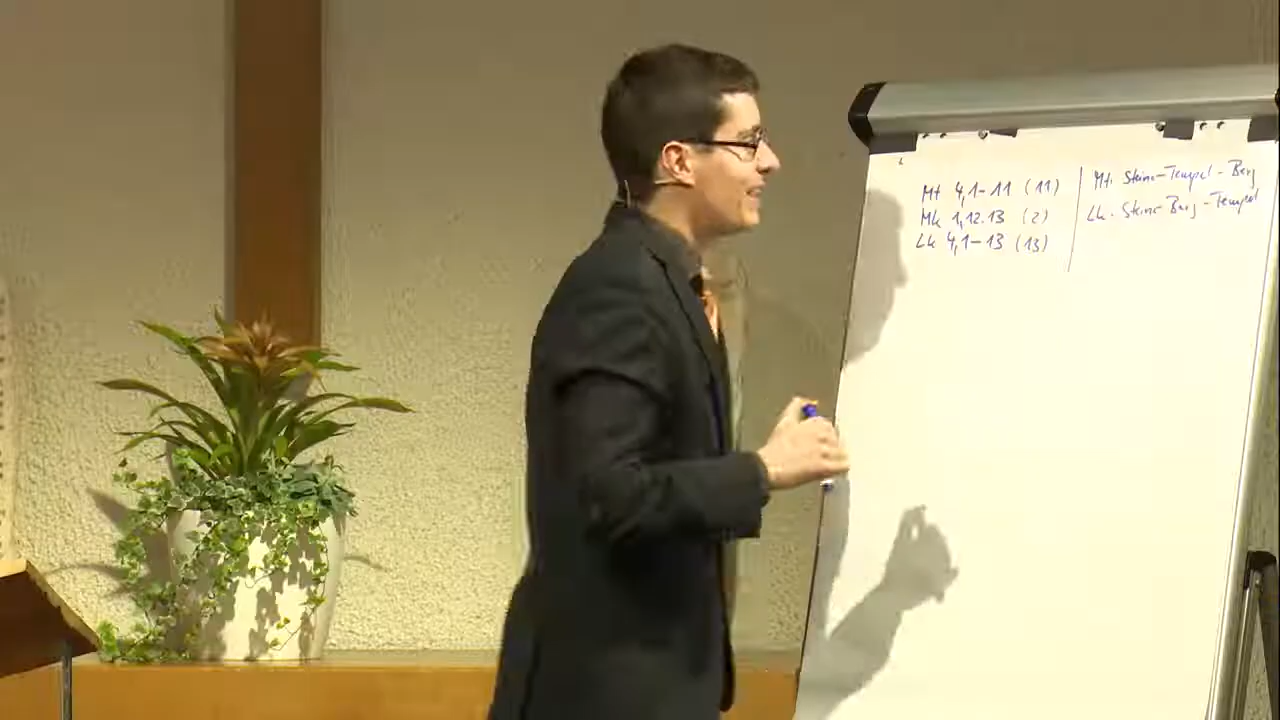 Mt 4,1-11 (11)
Mk 1,12.13 (2)
Lk 4,1-13 (13)
Mt. Steine-Tempel-Berg
Lk. Steine-Berg-Tempel